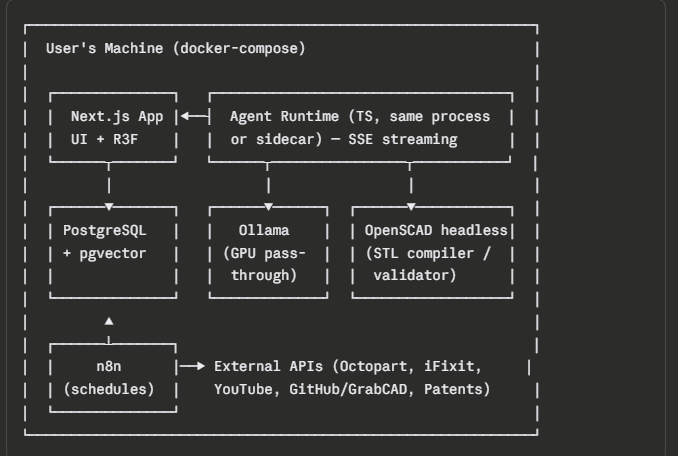 User's Machine (docker-compose)
Next.js App
UI + R3F
Agent Runtime (TS, same process
or sidecar) — SSE streaming
PostgreSQL
+ pgvector
Ollama
(GPU pass-
through)
OpenSCAD headless
(STL compiler /
validator)
n8n
(schedules)
External APIs (Octopart, iFixit,
YouTube, GitHub/GrabCAD, Patents)